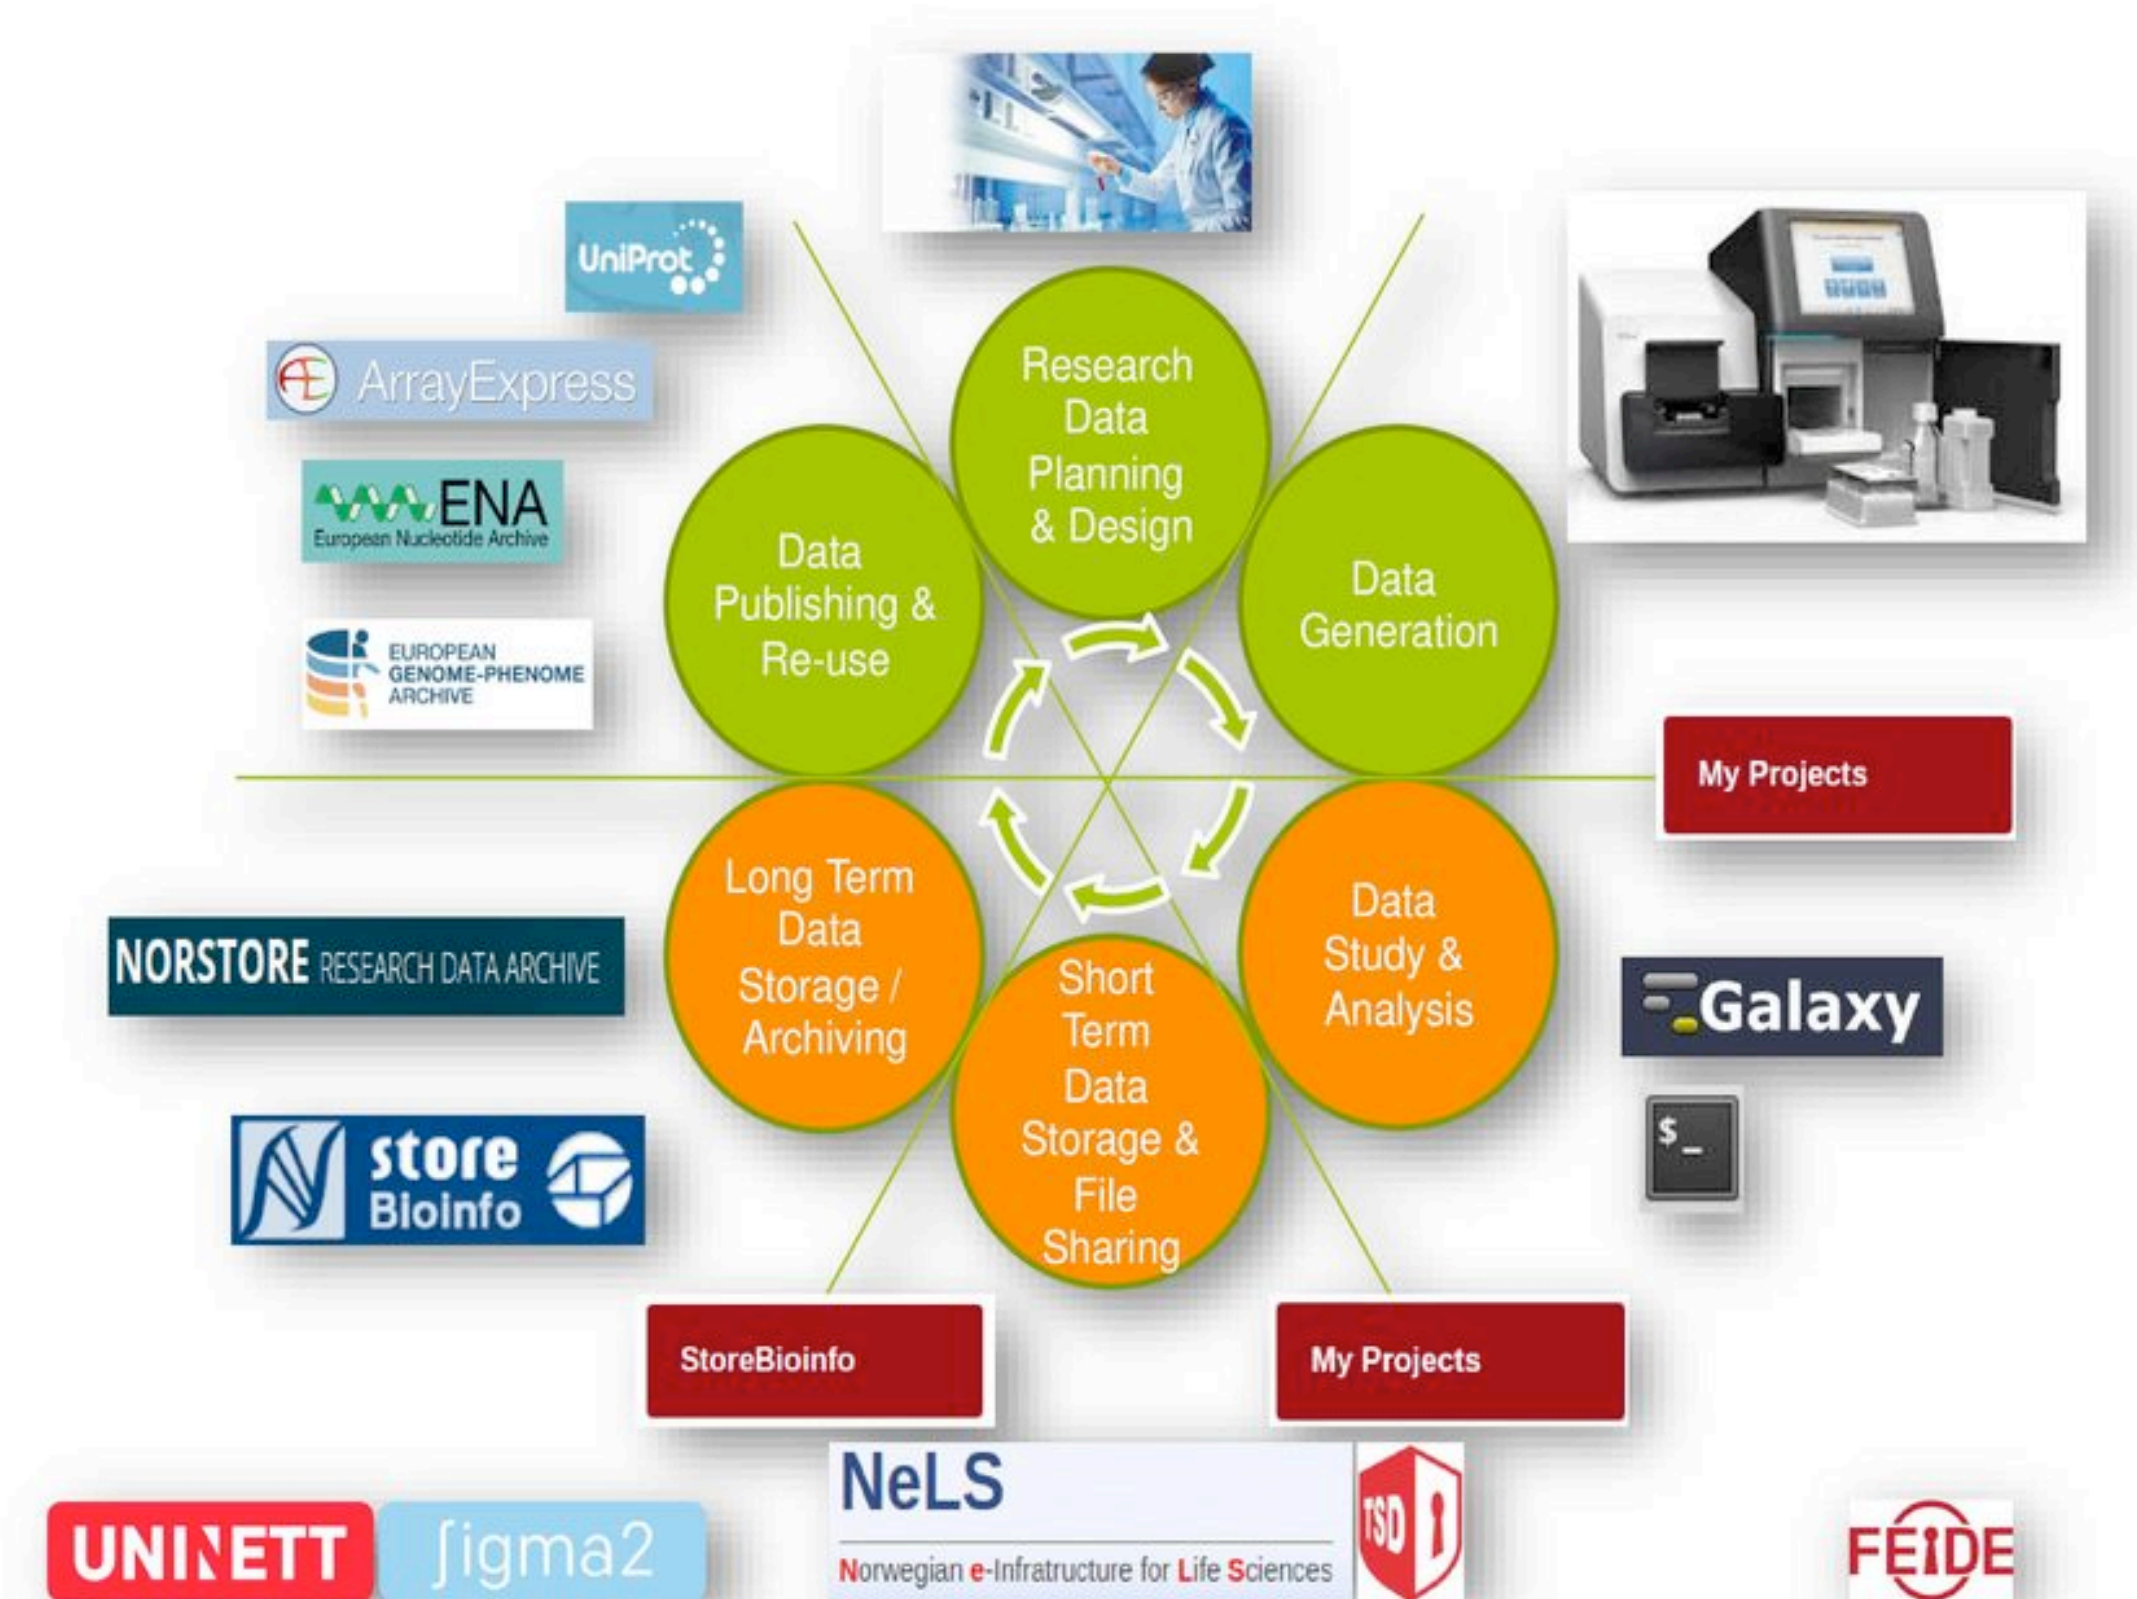 UniProt
ArrayExpress
ENA
European Nucleotide Archive
EUROPEAN
GENOME-PHENOME
ARCHIVE
Research
Data
Planning
& Design
Data
Generation
Data
Publishing &
Re-use
My Projects
Long Term
Data
Storage /
Archiving
Data
Study &
Analysis
Short
Term
Data
Storage &
File
Sharing
NORSTORE RESEARCH DATA ARCHIVE
store
Bioinfo
Galaxy
$_
StoreBioinfo
My Projects
UNINETT
sigma2
NeLS
Norwegian e-Infratructure for Life Sciences
TSD
FEIDE